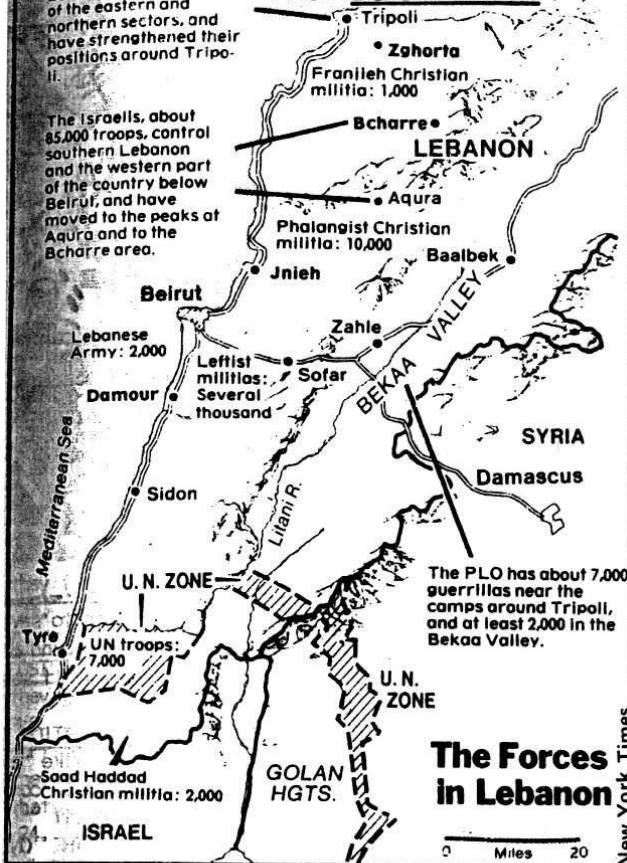 of the eastern and
northern sectors, and
have strengthened their
positions around Tripo-
li.
Tripoli
Zghorta
Franjieh Christian
militia: 1,000
The Israelis, about
85,000 troops, control
southern Lebanon
and the western part
of the country below
Beirut, and have
moved to the peaks at
Aqura and to the
Bcharre area.
Bcharre
LEBANON
Aqura
Phalangist Christian
militia: 10,000
Baalbek
Jnieh
Beirut
Lebanese
Army: 2,000
Zahle
BEKAA VALLEY
Leftist
militias:
Several
thousand
Sofar
Damour
SYRIA
Damascus
Mediterranean Sea
Sidon
Litani R.
The PLO has about 7,000
guerrillas near the
camps around Tripoli,
and at least 2,000 in the
Bekaa Valley.
U. N. ZONE
Tyre
UN troops:
7,000
U. N.
ZONE
Saad Haddad
Christian militia: 2,000
GOLAN
HGTS.
ISRAEL
The Forces
in Lebanon
0 Miles 20
New York Times